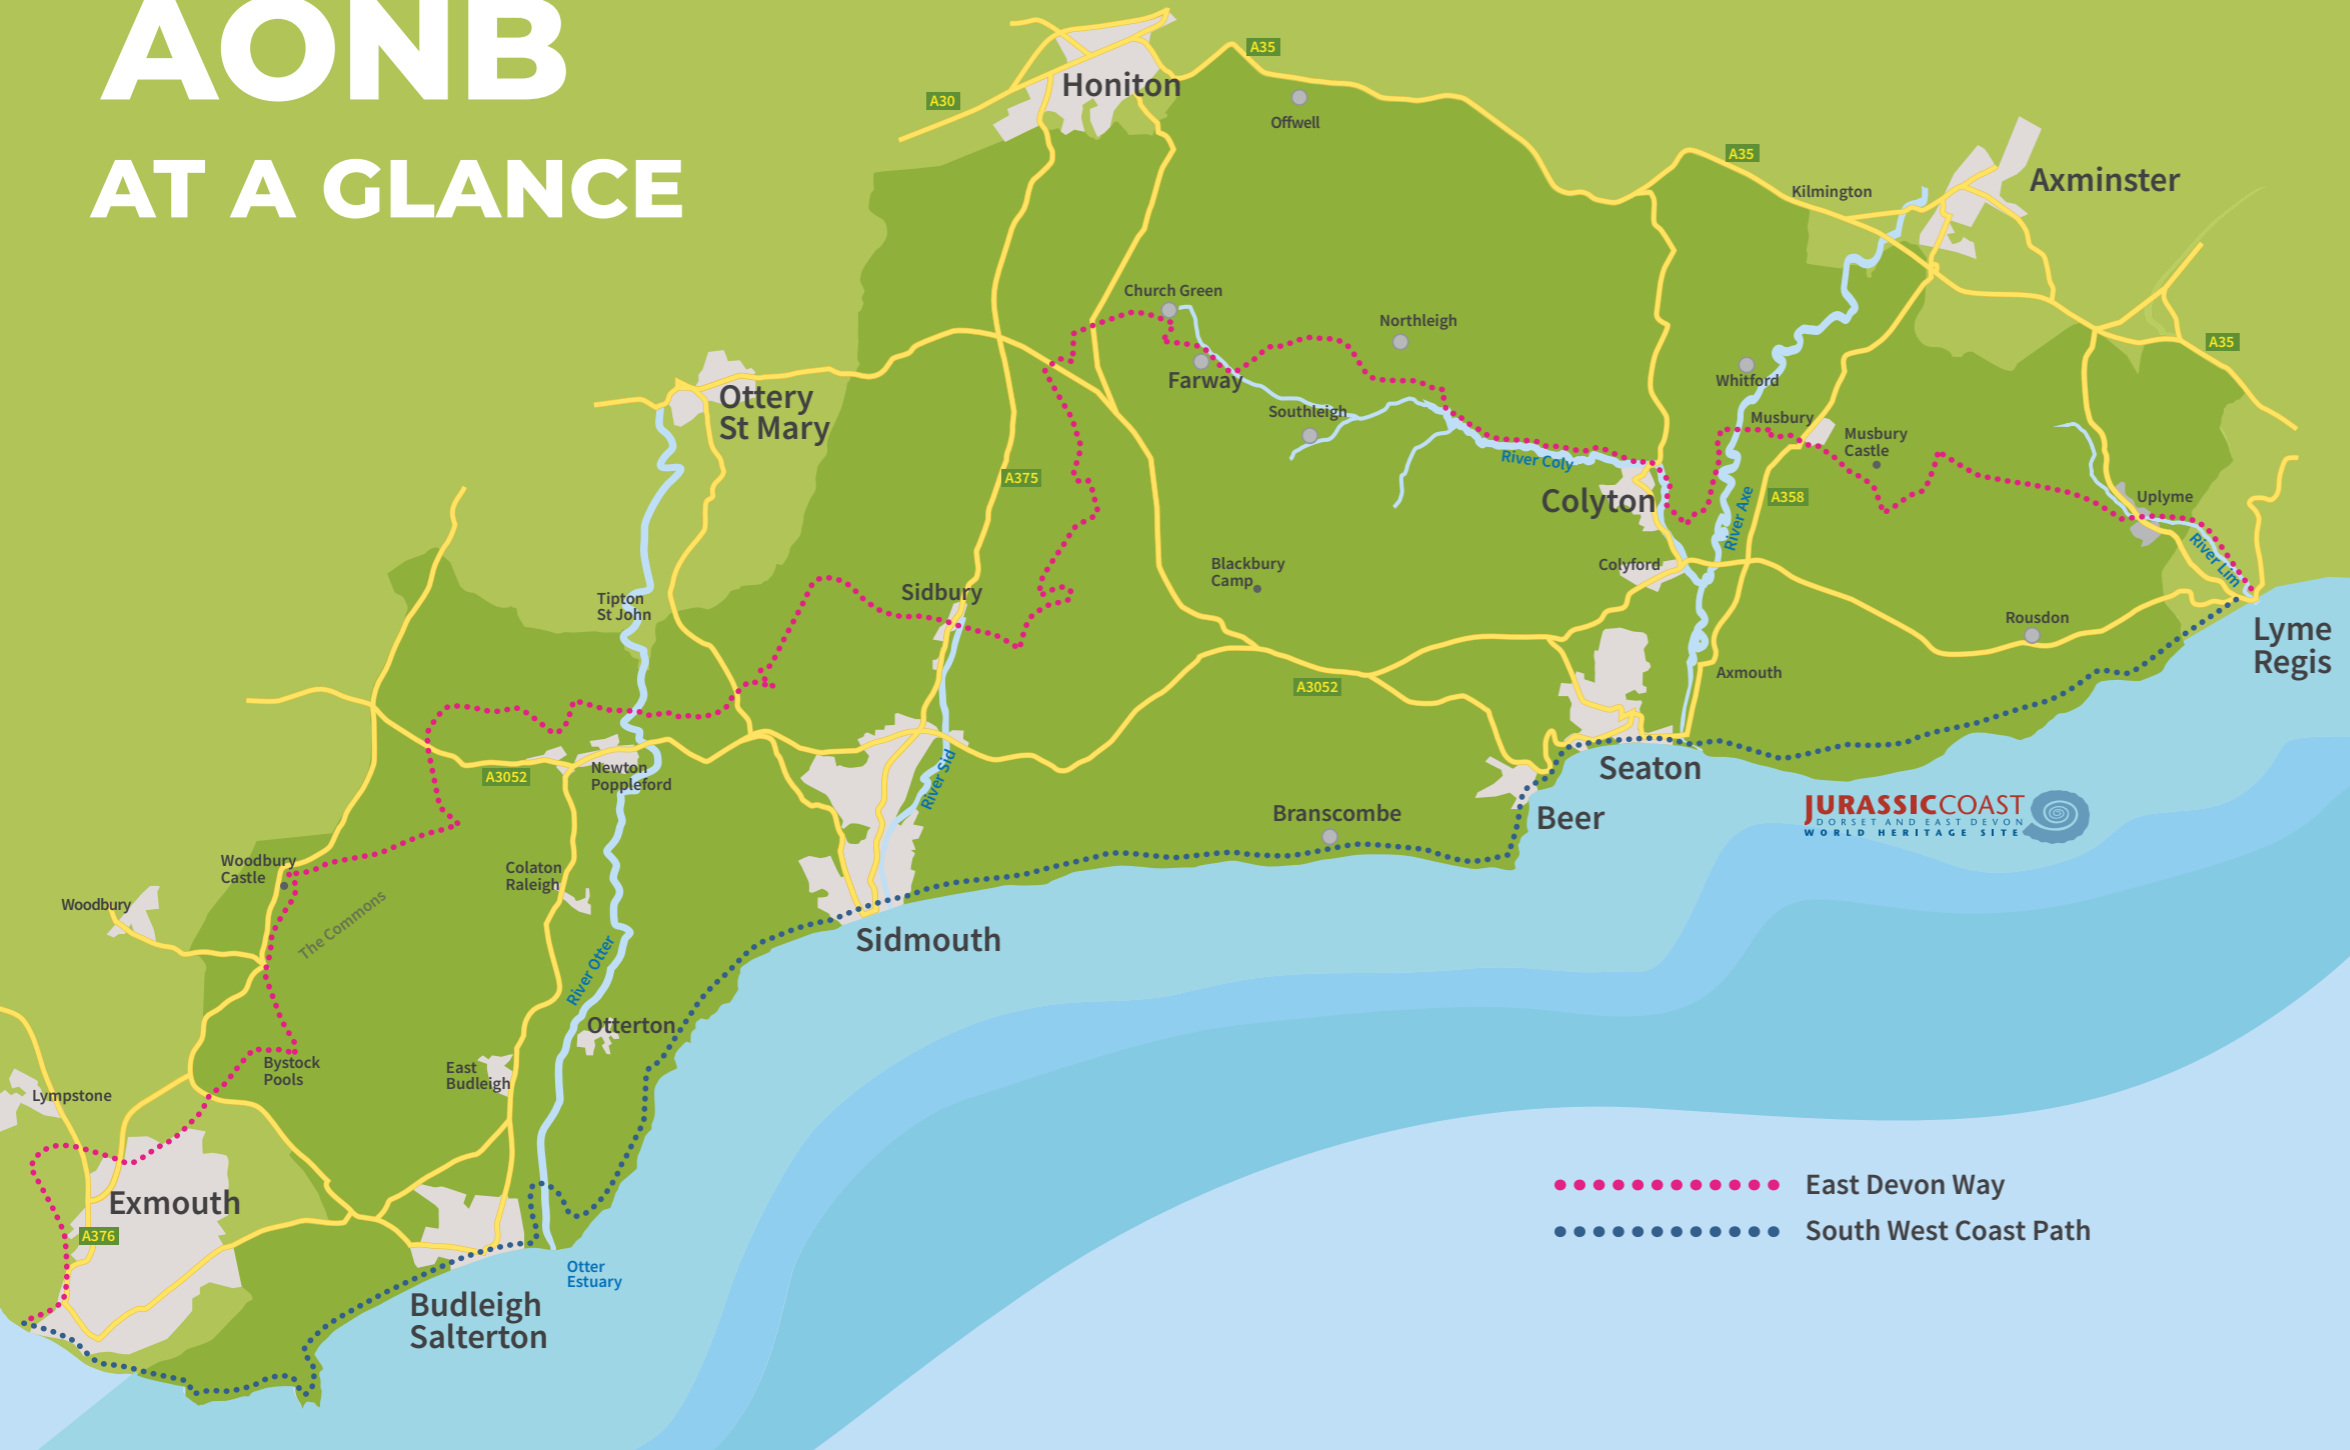 AONB
AT A GLANCE
Honiton
A35
A30
Offwell
A35
Kilmington
Axminster
Church Green
Northleigh
A35
Farway
Whitford
Ottery
St Mary
Southleigh
Musbury
Musbury
Castle
River Coly
A375
Colyton
A358
Uplyme
River Axe
River Lim
Blackbury
Camp
Colyford
Sidbury
Tipton
St John
Rousdon
Lyme
Regis
Axmouth
A3052
A3052
Newton
Poppleford
River Sid
Seaton
Beer
Branscombe
JURASSICCOAST
DORSET AND EAST DEVON
WORLD HERITAGE SITE
Woodbury
Castle
Colaton
Raleigh
Woodbury
The Commons
Sidmouth
River Otter
Otterton
Bystock
Pools
East
Budleigh
Lympstone
Exmouth
A376
Otter
Estuary
Budleigh
Salterton
East Devon Way
South West Coast Path